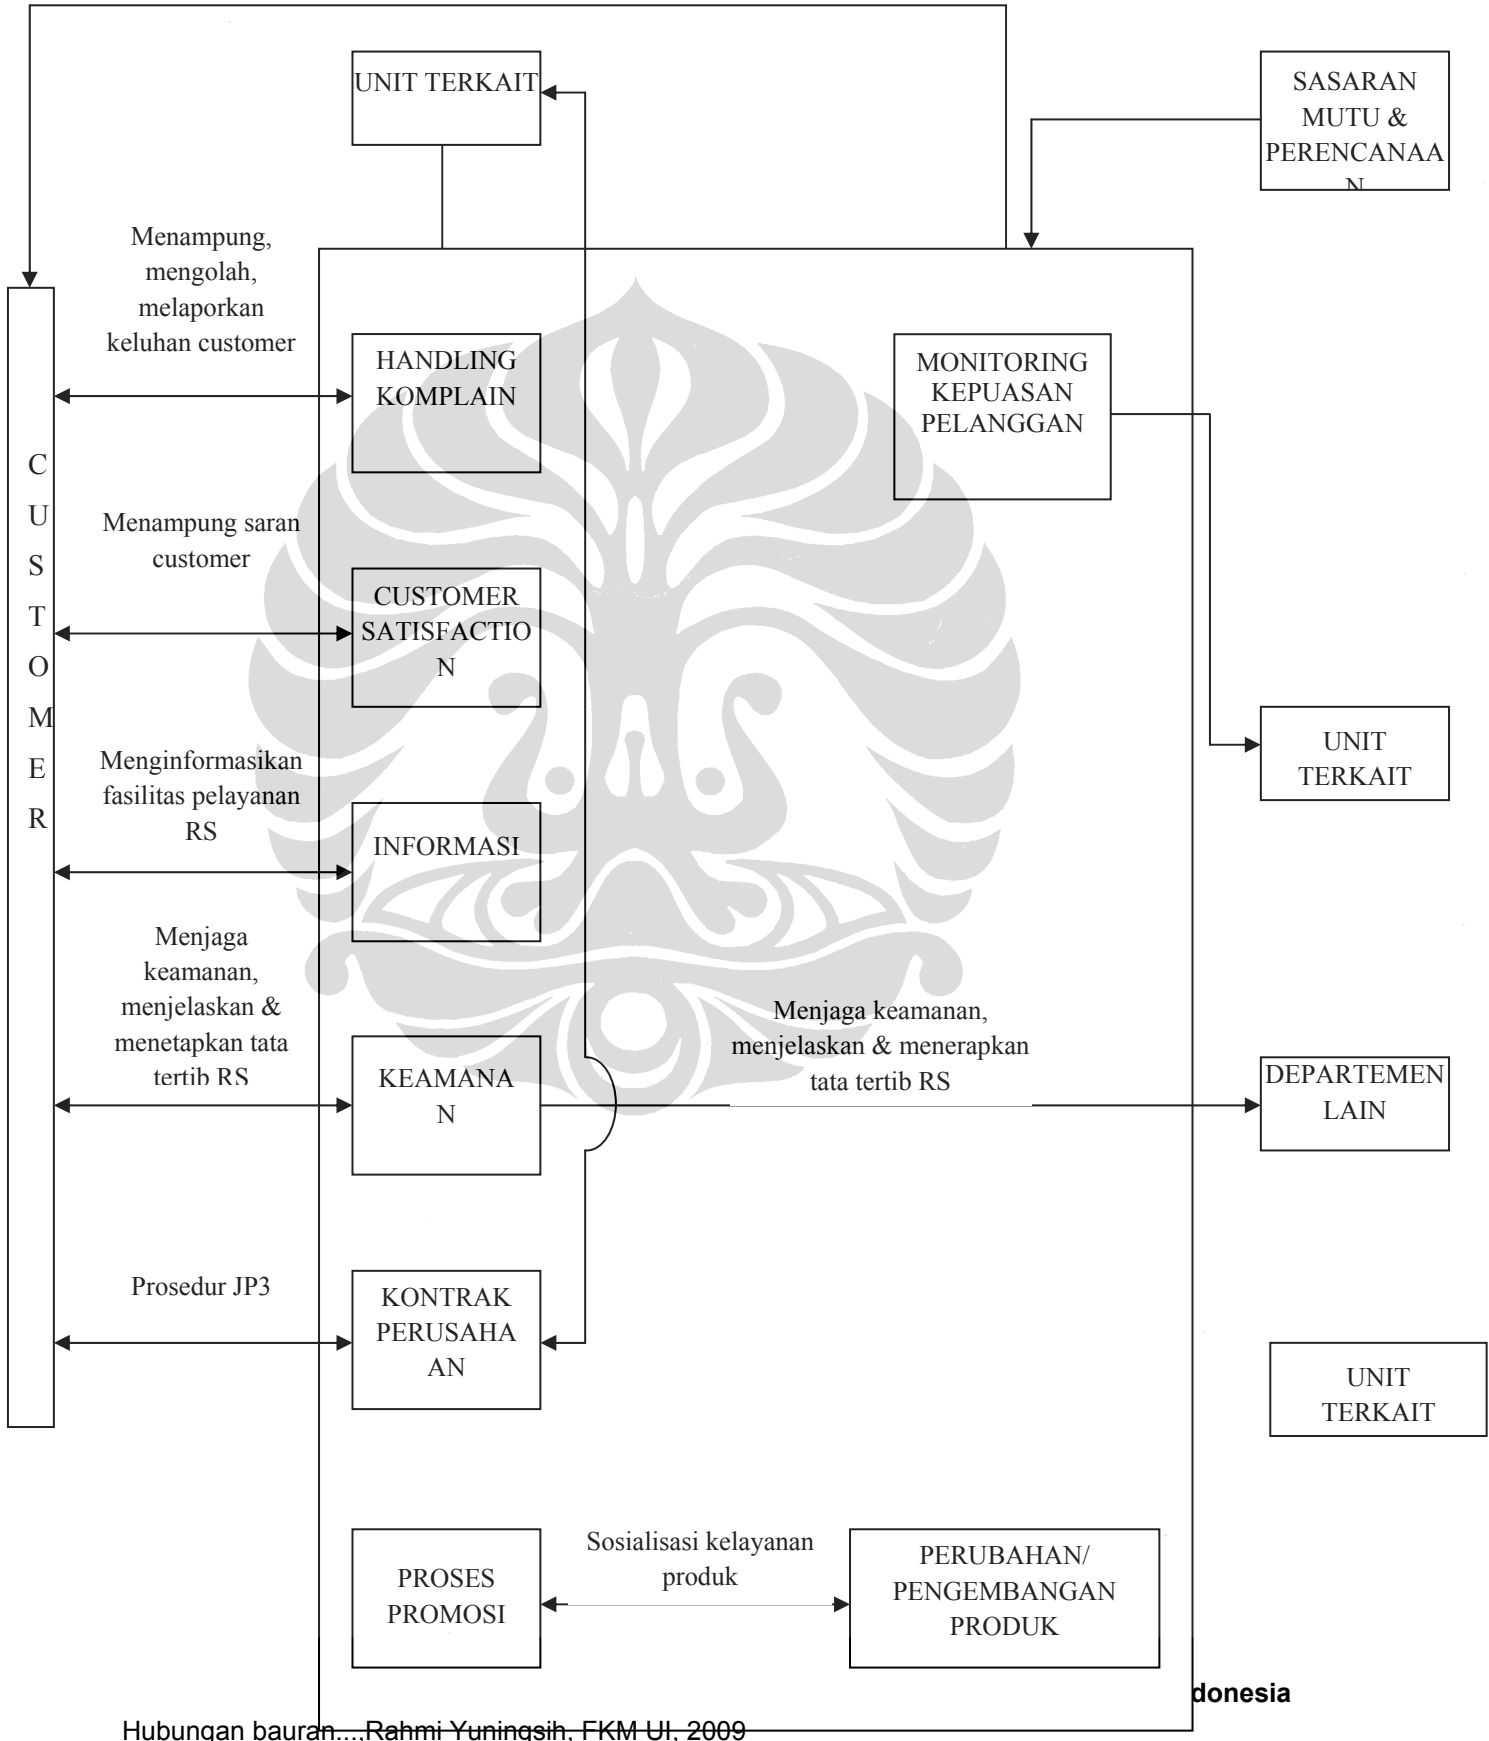 UNIT TERKAIT
SASARAN
MUTU &
PERENCANAA
N
Menampung,
mengolah,
melaporkan
keluhan customer
HANDLING
KOMPLAIN
MONITORING
KEPUASAN
PELANGGAN
C
U
S
T
O
M
E
R
Menampung saran
customer
CUSTOMER
SATISFACTIO
N
Menginformasikan
fasilitas pelayanan
RS
INFORMASI
UNIT
TERKAIT
Menjaga
keamanan,
menjelaskan &
menetapkan tata
tertib RS
KEAMANA
N
Menjaga keamanan,
menjelaskan & menerapkan
tata tertib RS
DEPARTEMEN
LAIN
Prosedur JP3
KONTRAK
PERUSAHA
AN
UNIT
TERKAIT
PROSES
PROMOSI
Sosialisasi kelayanan
produk
PERUBAHAN/
PENGEMBANGAN
PRODUK
donesia
Hubungan bauran...,Rahmi Yuningsih, FKM UI, 2009